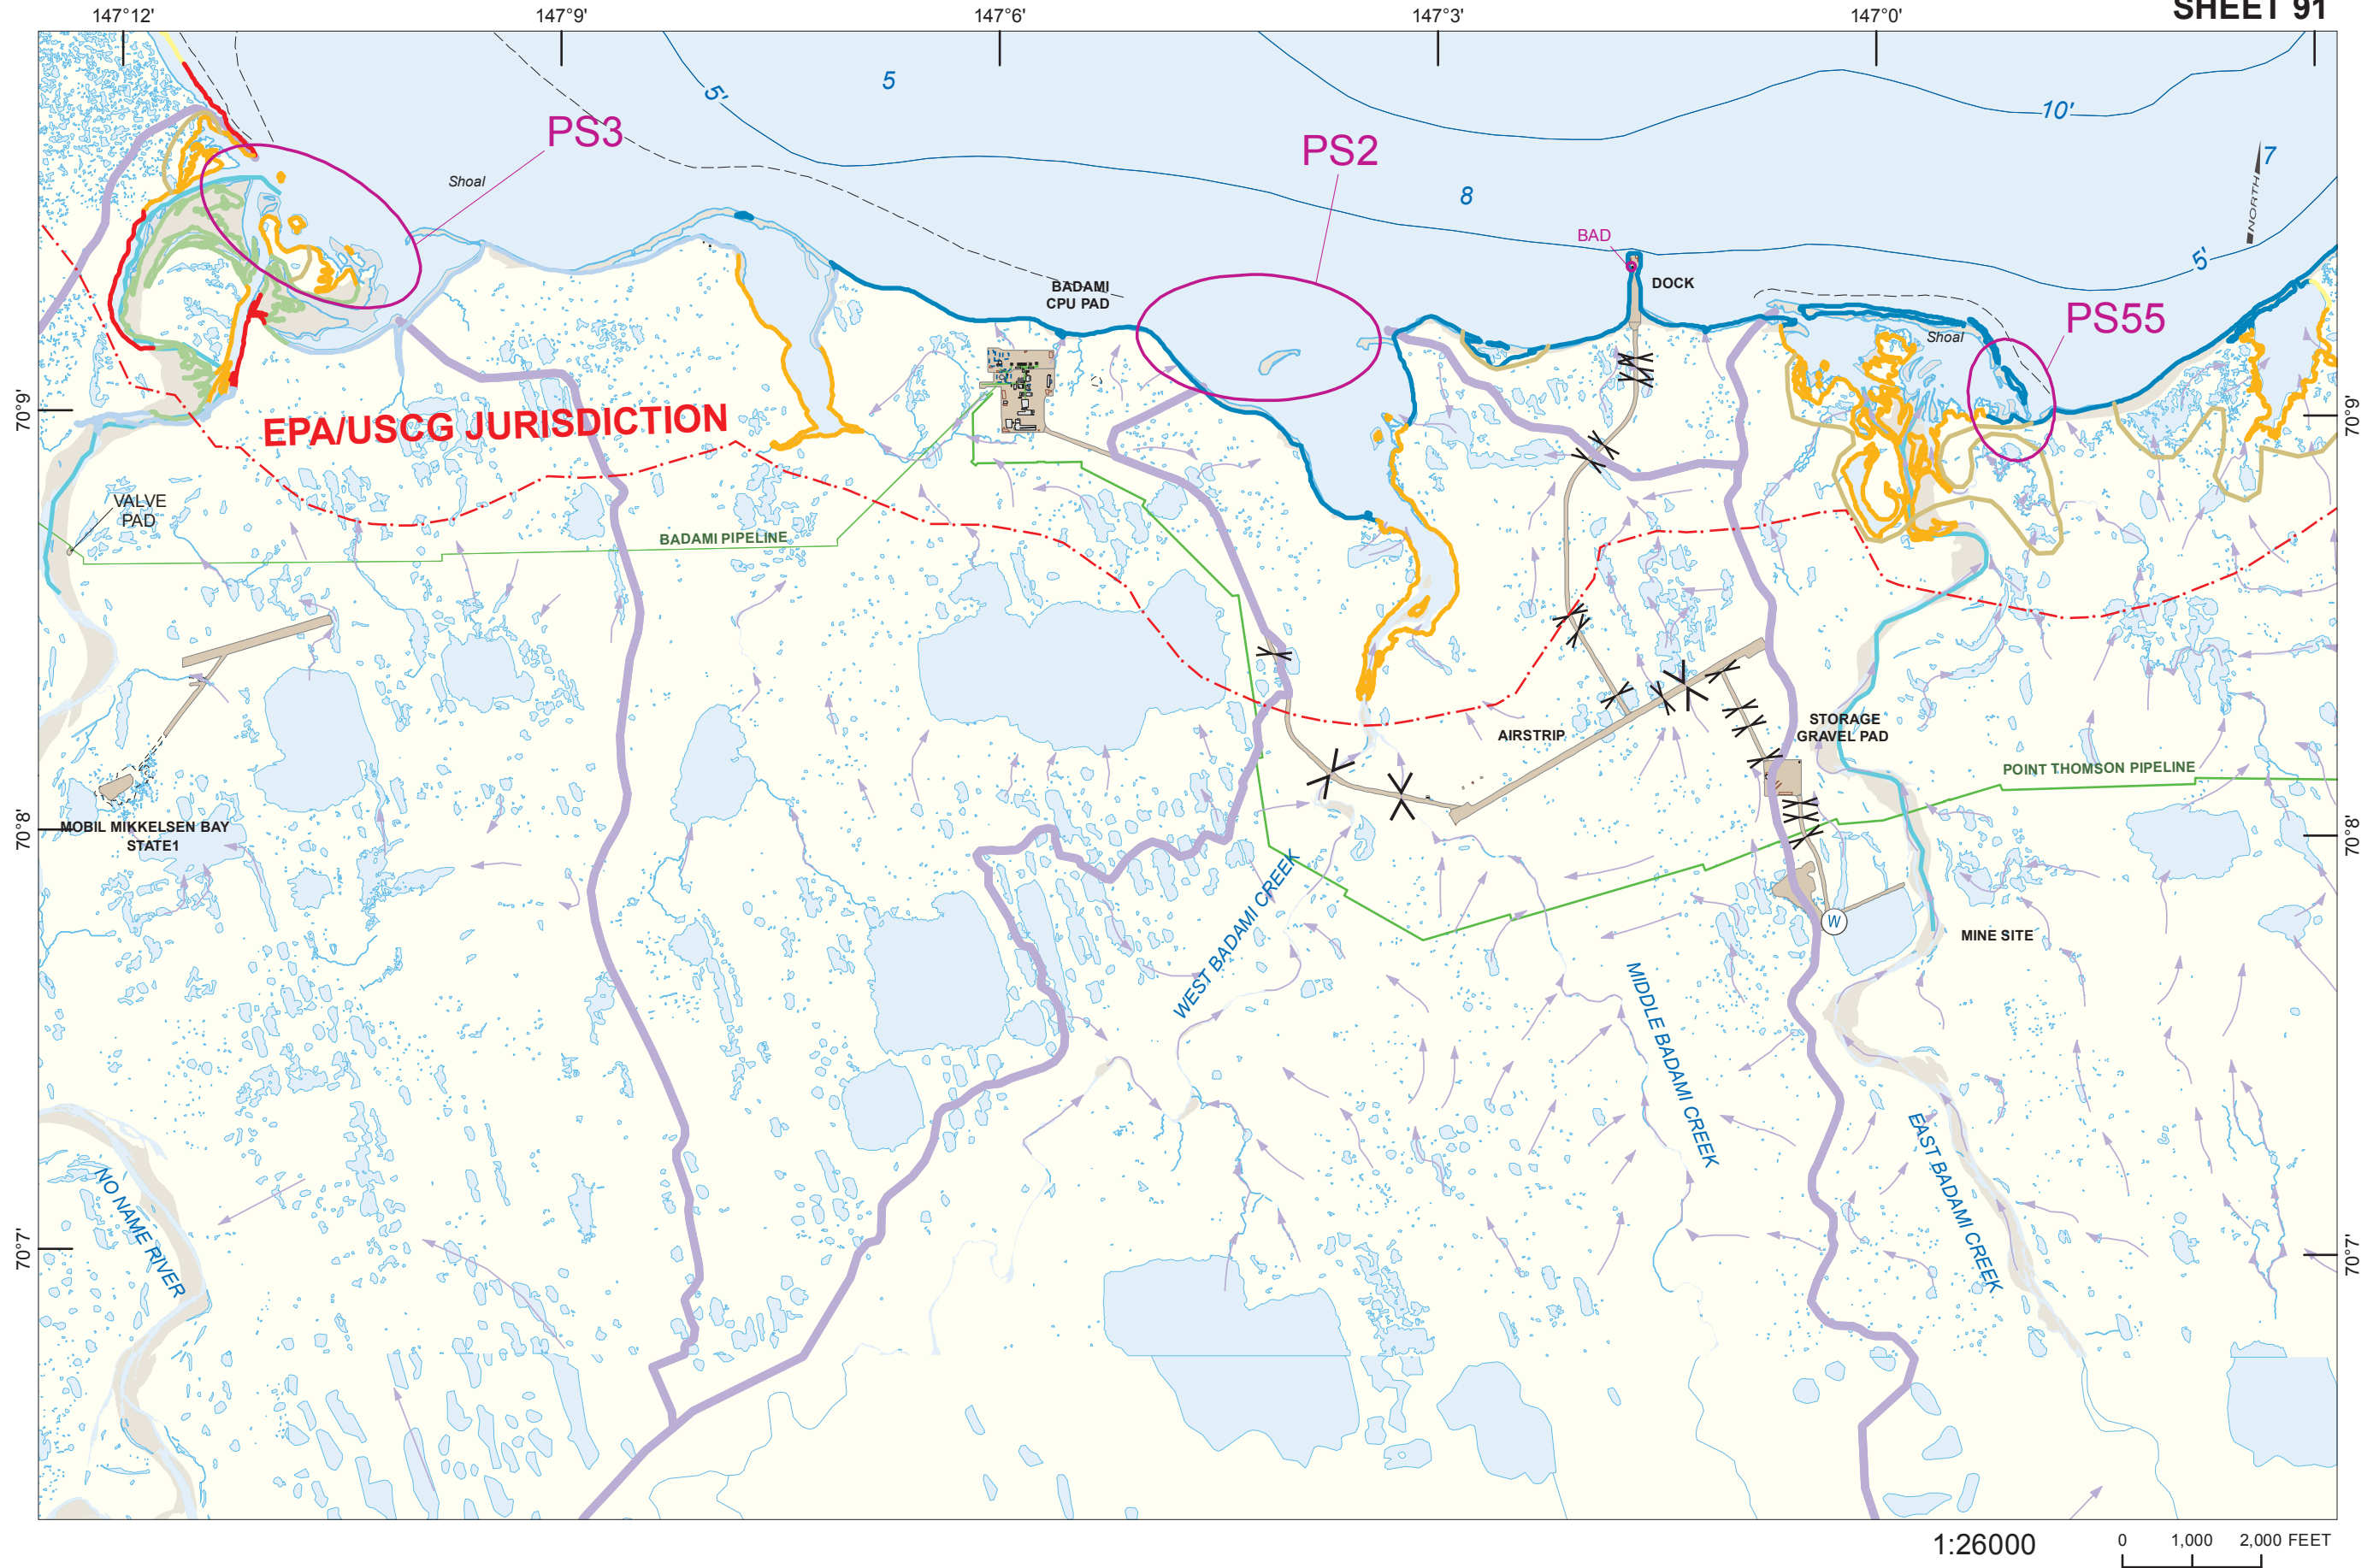 SHEET 91
147°12'
147°9'
147°6'
147°3'
147°0'
5'
5
10'
7
NORTH
PS3
PS2
Shoal
8
BAD
5'
DOCK
BADAMI
CPU PAD
PS55
Shoal
70°9'
70°9'
EPA/USCG JURISDICTION
VALVE
PAD
BADAMI PIPELINE
STORAGE
GRAVEL PAD
AIRSTRIP
POINT THOMSON PIPELINE
70°8'
70°8'
MOBIL MIKKELSEN BAY
STATE1
W
MINE SITE
WEST BADAMI CREEK
MIDDLE BADAMI CREEK
EAST BADAMI CREEK
NO NAME RIVER
70°7'
70°7'
1:26000
0 1,000 2,000 FEET